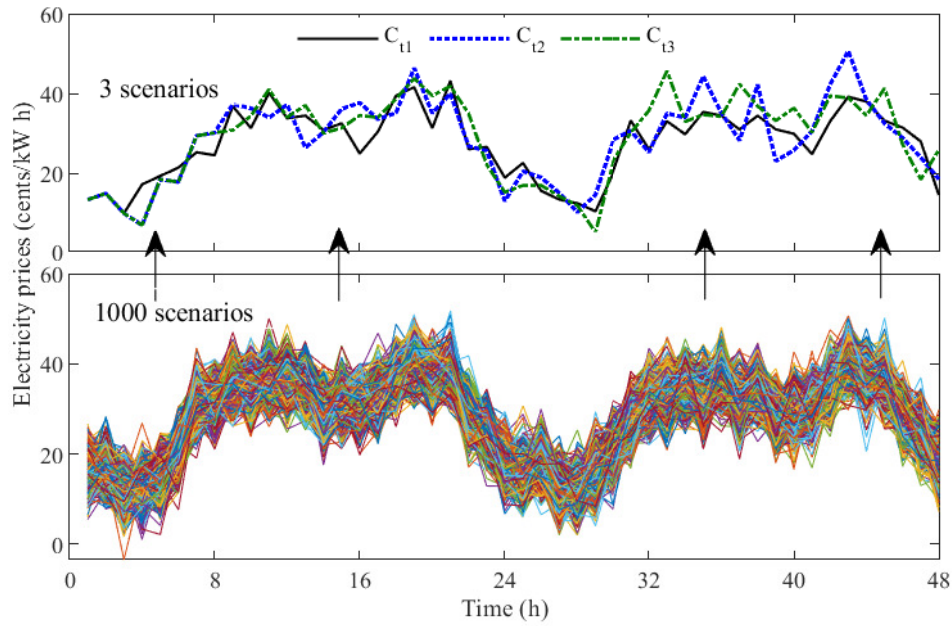 60
C_t1 C_t2 C_t3
3 scenarios
40
20
0
Electricity prices (cents/kW h)
60
1000 scenarios
40
20
0
0 8 16 24 32 40 48
Time (h)